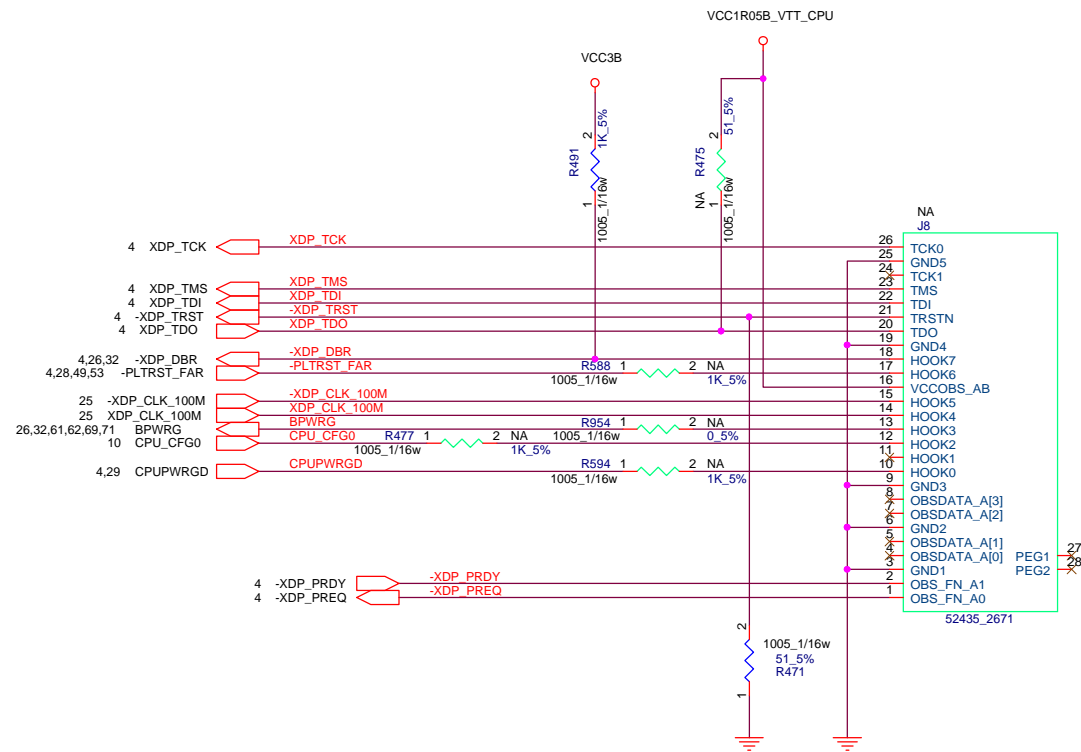 VCC1R05B_VTT_CPU
VCC3B
R491
2
1K_5%
1
1005_1/16w
R475
2
51_5%
NA
1
1005_1/16w
NA
J8
4 XDP_TCK XDP_TCK 26 TCK0
25 GND5
24 TCK1
4 XDP_TMS XDP_TMS 23 TMS
4 XDP_TDI XDP_TDI 22 TDI
4 -XDP_TRST -XDP_TRST 21 TRSTN
4 XDP_TDO XDP_TDO 20 TDO
19 GND4
4,26,32 -XDP_DBR -XDP_DBR 18 HOOK7
4,28,49,53 -PLTRST_FAR -PLTRST_FAR R588 1 2 NA 17 HOOK6
1005_1/16w 1K_5%
16 VCCOBS_AB
25 -XDP_CLK_100M -XDP_CLK_100M 15 HOOK5
25 XDP_CLK_100M XDP_CLK_100M 14 HOOK4
26,32,61,62,69,71 BPWRG BPWRG R954 1 2 NA 13 HOOK3
1005_1/16w 0_5%
10 CPU_CFG0 CPU_CFG0 R477 1 2 NA 12 HOOK2
1005_1/16w 1K_5%
11 HOOK1
4,29 CPUPWRGD CPUPWRGD R594 1 2 NA 10 HOOK0
1005_1/16w 1K_5%
9 GND3
8 OBSDATA_A[3]
7 OBSDATA_A[2]
6 GND2
5 OBSDATA_A[1]
4 OBSDATA_A[0] PEG1 27
3 GND1 PEG2 28
4 -XDP_PRDY -XDP_PRDY 2 OBS_FN_A1
4 -XDP_PREQ -XDP_PREQ 1 OBS_FN_A0
52435_2671
2
1005_1/16w
51_5%
R471
1